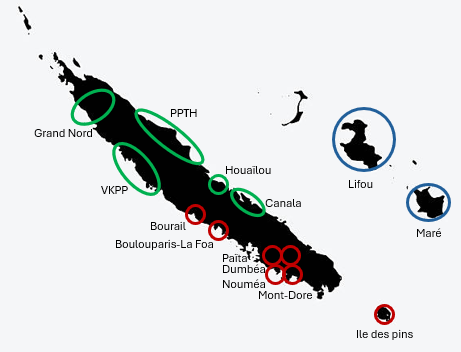 PPTH
Grand Nord
Houaïlou
Lifou
VKPP
Canala
Bourail
Maré
Boulouparis-La Foa
Païta
Dumbéa
Nouméa
Mont-Dore
Ile des pins